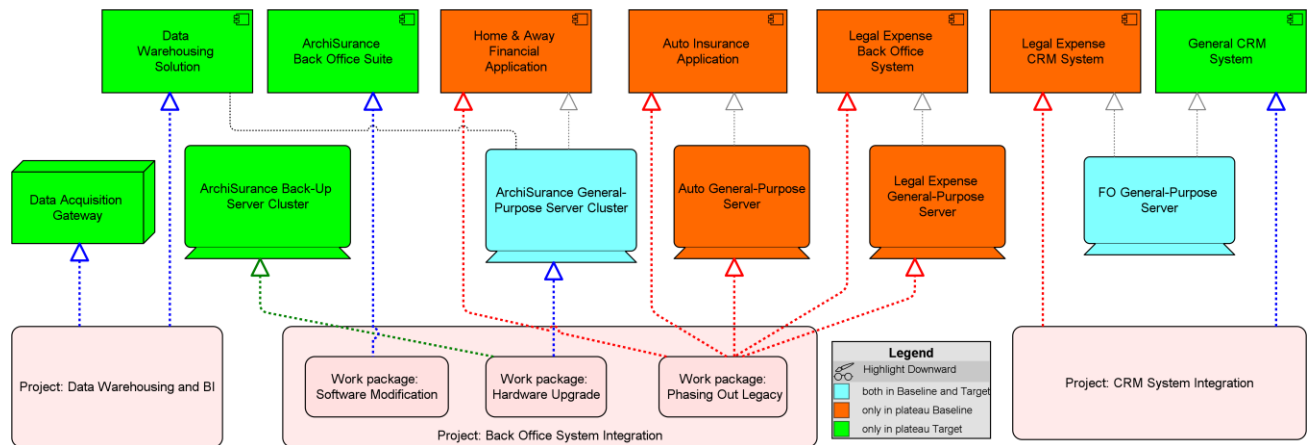 Data
Warehousing
Solution
ArchiSurance
Back Office Suite
Home & Away
Financial
Application
Auto Insurance
Application
Legal Expense
Back Office
System
Legal Expense
CRM System
General CRM
System
Data Acquisition
Gateway
ArchiSurance Back-Up
Server Cluster
ArchiSurance General-
Purpose Server Cluster
Auto General-Purpose
Server
Legal Expense
General-Purpose
Server
FO General-Purpose
Server
Project: Data Warehousing and BI
Work package:
Software Modification
Work package:
Hardware Upgrade
Work package:
Phasing Out Legacy
Project: Back Office System Integration
Legend
Highlight Downward
both in Baseline and Target
only in plateau Baseline
only in plateau Target
Project: CRM System Integration